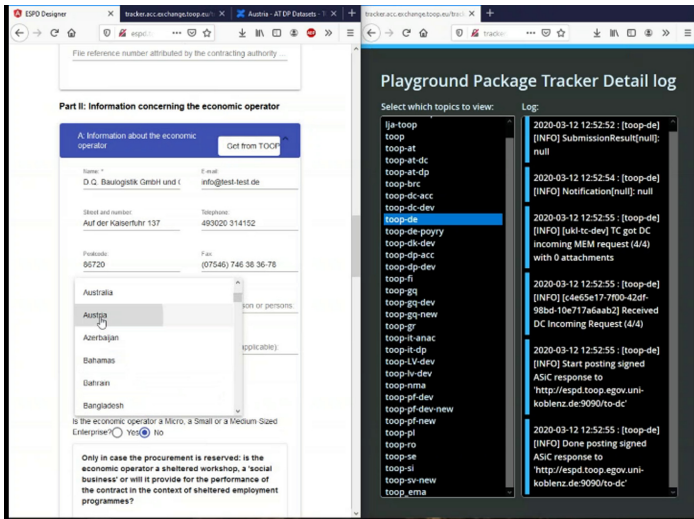 ESPD Designer
tracker.acc.exchange.toop.eu/
Austria - AT DP Datasets - T
espd.
File reference number attributed by the contracting authority ...
Part II: Information concerning the economic operator
A: Information about the economic
operator
Get from TOOP
Name: *
D.Q. Baulogistik GmbH und (
E-mail:
info@test-test.de
Street and number:
Auf der Kaiserfuhr 137
Telephone:
493020 314152
Postcode:
86720
Fax:
(07546) 746 38 36-78
Australia
Austria
Azerbaijan
Bahamas
Bahrain
Bangladesh
son or persons:
applicable):
Is the economic operator a Micro, a Small or a Medium-Sized
Enterprise? Yes No
Only in case the procurement
is reserved: is the
economic operator a sheltered workshop, a 'social
business' or will it provide for the performance of
the contract in the context of sheltered employment
programmes?
tracker.acc.exchange.toop.eu/trac
tracker
Playground Package Tracker Detail log
Select which topics to view:
lja-toop
toop
toop-at
toop-at-dc
toop-at-dp
toop-brc
toop-dc-acc
toop-dc-dev
toop-de
toop-de-poyry
toop-dk-dev
toop-dp-acc
toop-dp-dev
toop-fi
toop-gq
toop-gq-dev
toop-gq-new
toop-gr
toop-it-anac
toop-it-dp
toop-LV-dev
toop-lv-dev
toop-nma
toop-pf-dev
toop-pf-dev-new
toop-pf-new
toop-pl
toop-ro
toop-se
toop-si
toop-sv-new
toop_ema
Log:
2020-03-12 12:52:52 : [toop-de]
[INFO] SubmissionResult[null]:
null
2020-03-12 12:52:54 : [toop-de]
[INFO] Notification[null]: null
2020-03-12 12:52:55 : [toop-de]
[INFO] [ukl-tc-dev] TC got DC
incoming MEM request (4/4)
with 0 attachments
2020-03-12 12:52:55 : [toop-de]
[INFO] [c4e65e17-7f00-42df-
98bd-10e717a6aab2] Received
DC Incoming Request (4/4)
2020-03-12 12:52:55 : [toop-de]
[INFO] Start posting signed
ASiC response to
'http://espd.toop.egov.uni-
koblenz.de:9090/to-dc'
2020-03-12 12:52:55 : [toop-de]
[INFO] Done posting signed
ASiC response to
'http://espd.toop.egov.uni-
koblenz.de:9090/to-dc'